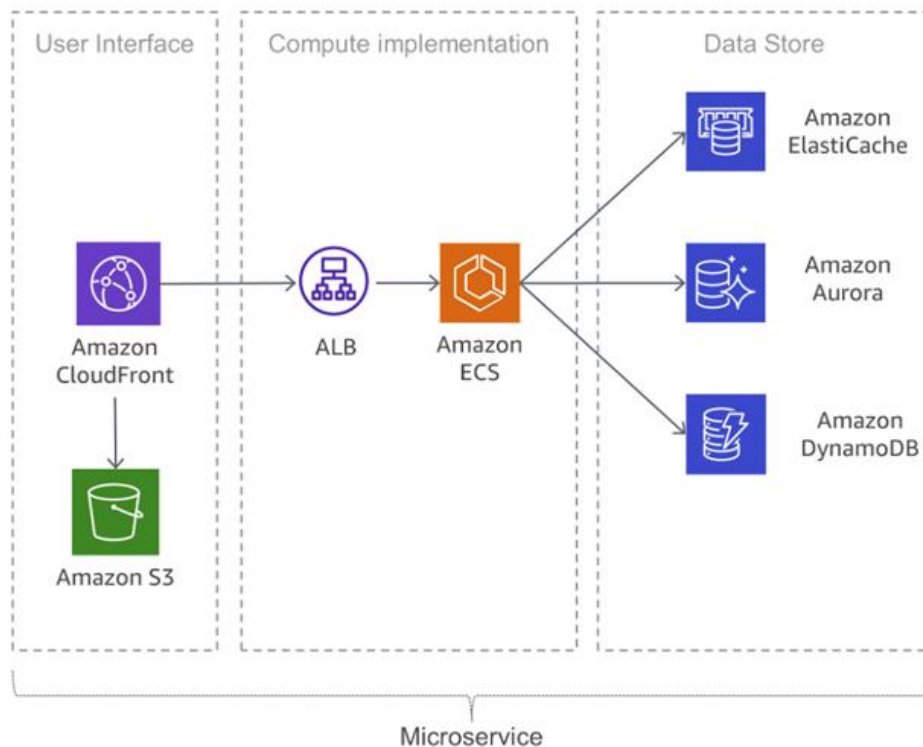 User Interface
Compute implementation
Data Store
Amazon
ElastiCache
Amazon
CloudFront
ALB
Amazon
ECS
Amazon
Aurora
Amazon
DynamoDB
Amazon S3
Microservice